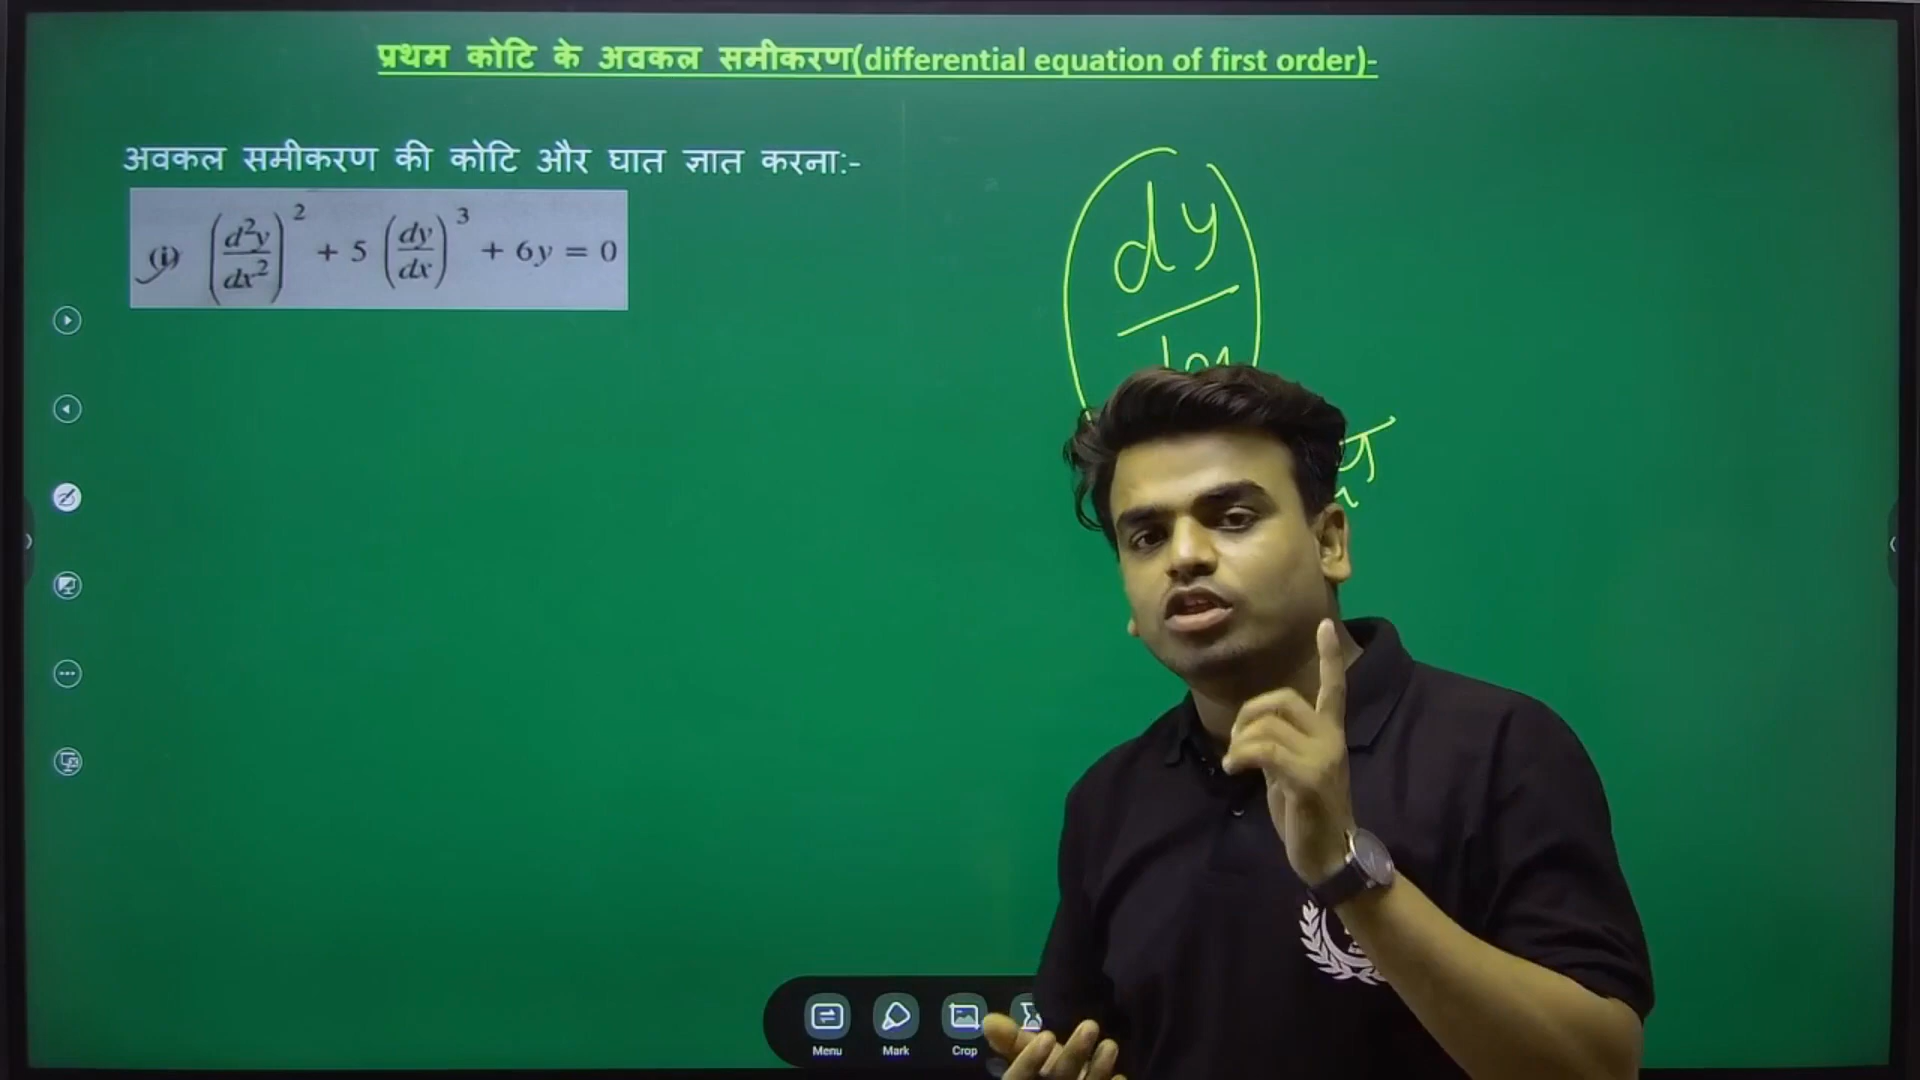 प्रथम कोटि के अवकल समीकरण(differential equation of first order)-
अवकल समीकरण की कोटि और घात ज्ञात करना:-
(i) (d²y/dx²)² + 5 (dy/dx)³ + 6y = 0
dy
Menu Mark Crop